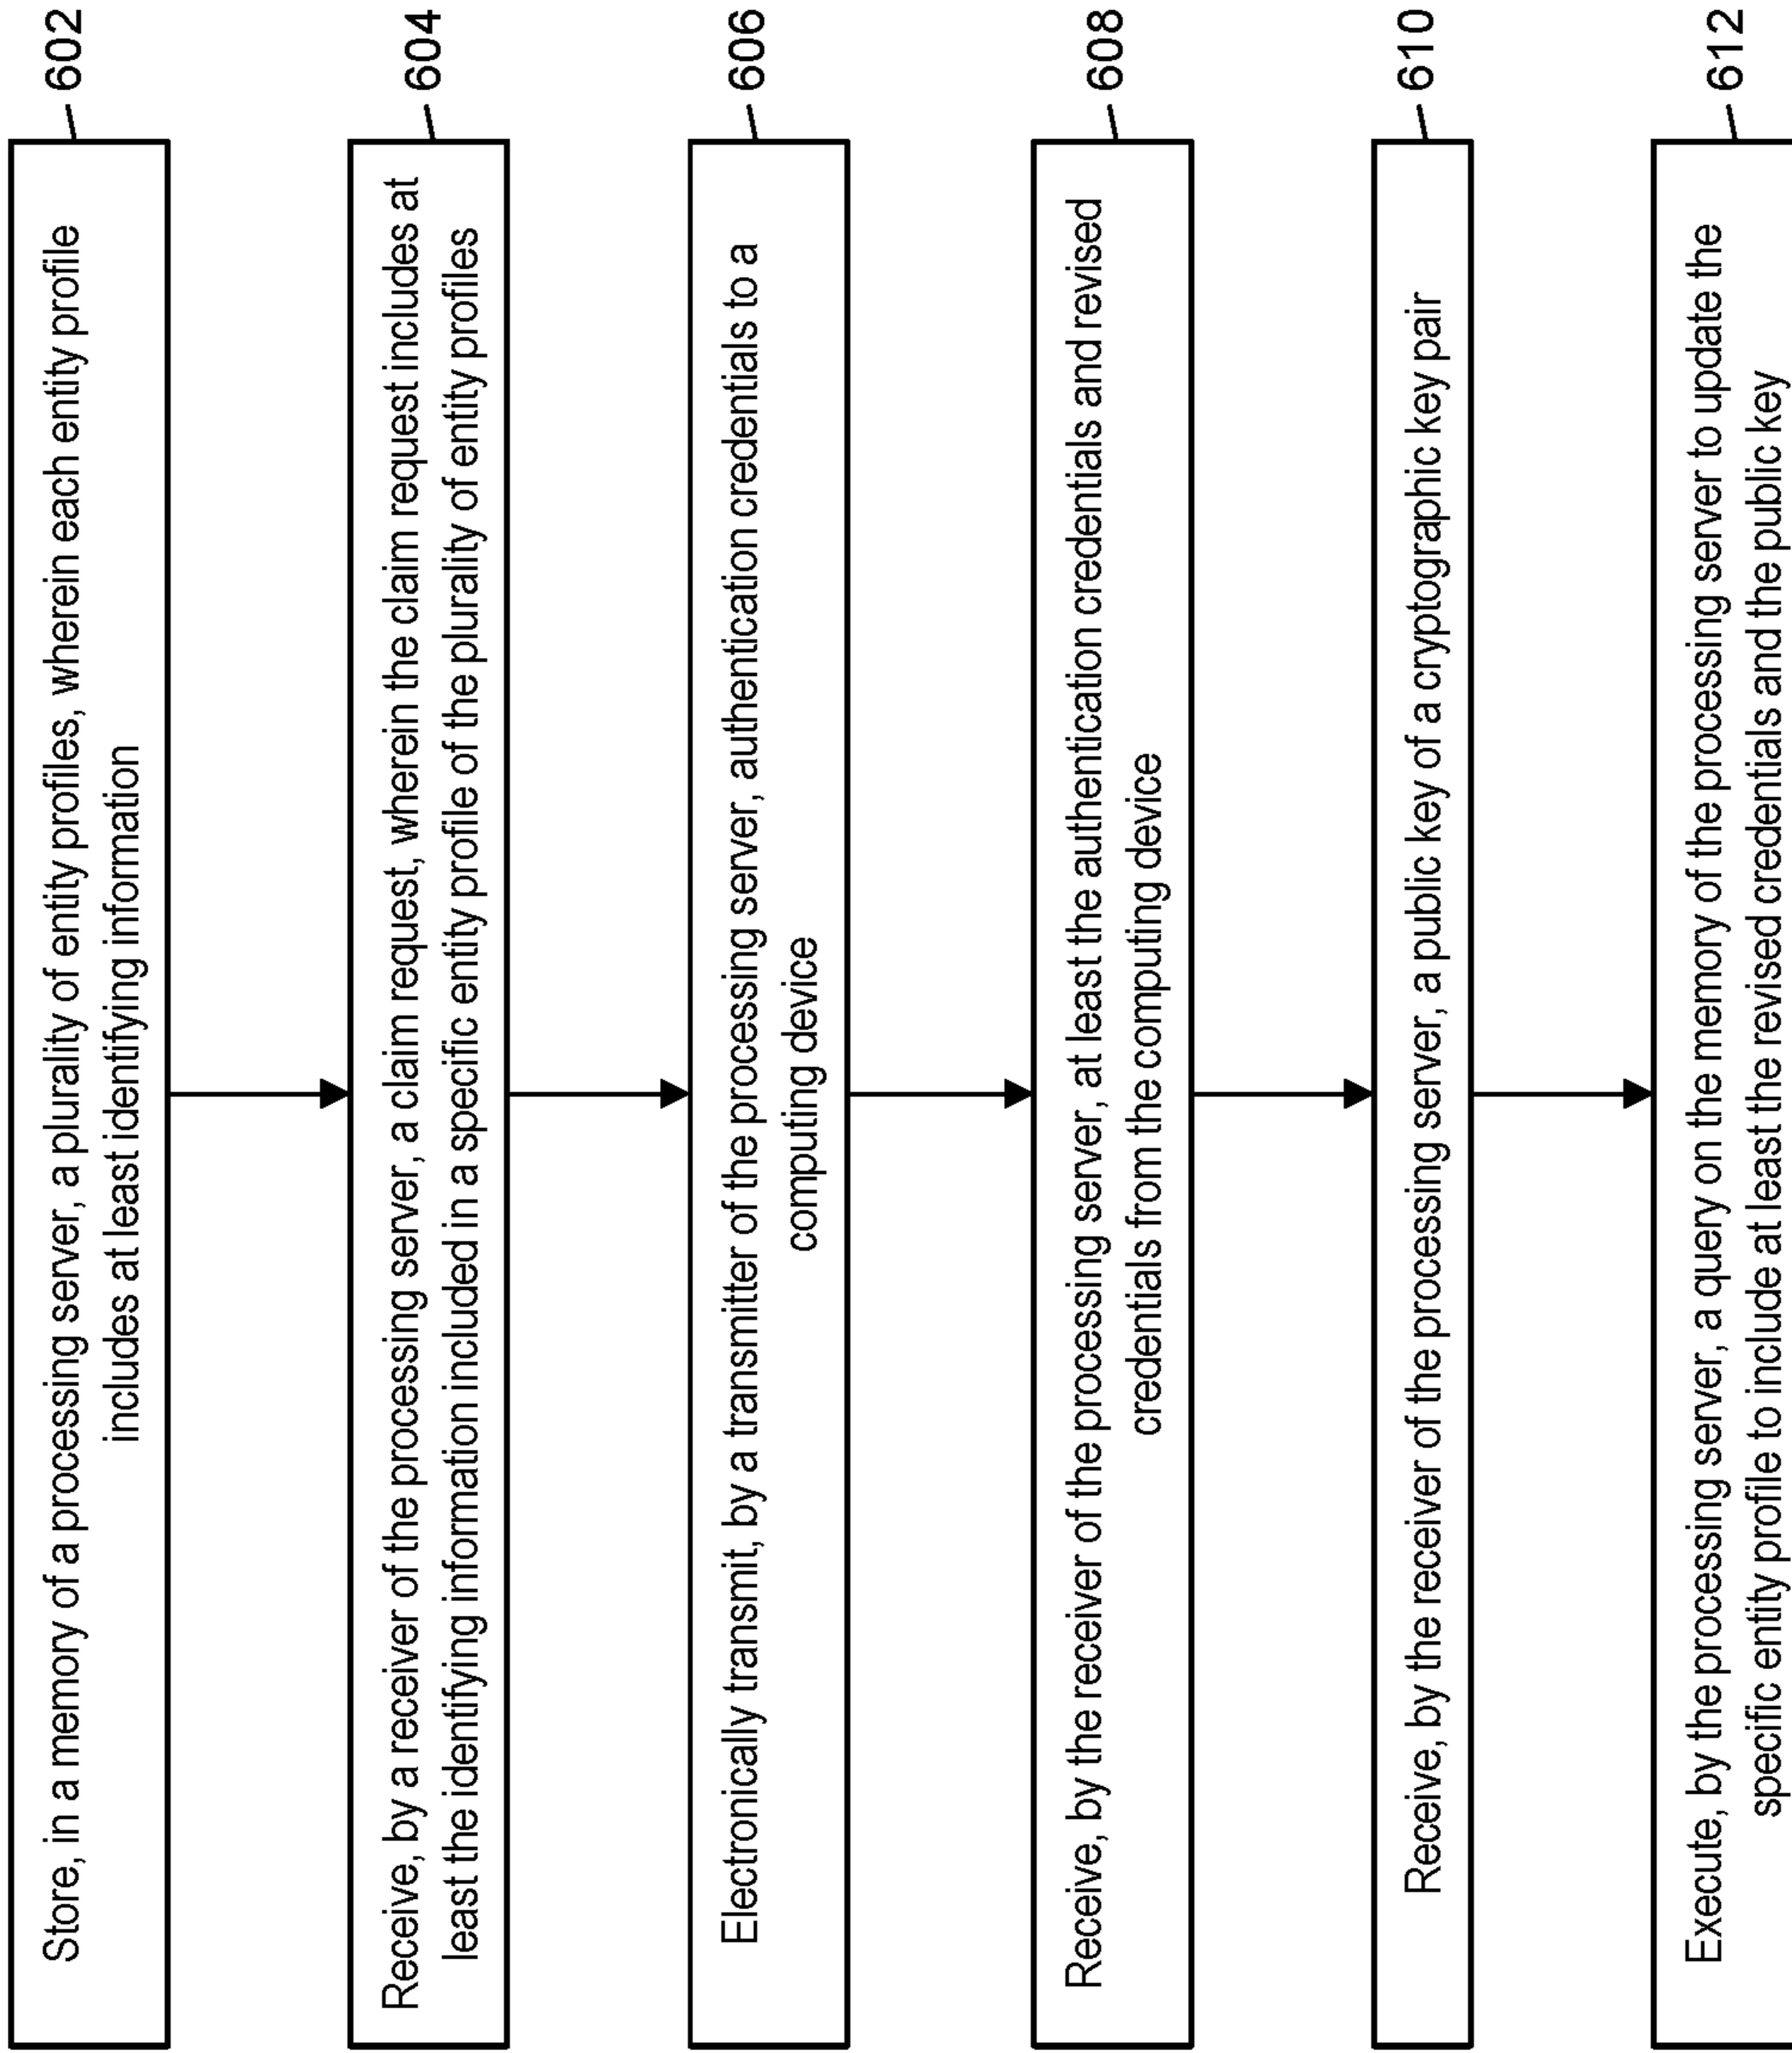 602
Store, in a memory of a processing server, a plurality of entity profiles, wherein each entity profile
includes at least identifying information
604
Receive, by a receiver of the processing server, a claim request, wherein the claim request includes at
least the identifying information included in a specific entity profile of the plurality of entity profiles
606
Electronically transmit, by a transmitter of the processing server, authentication credentials to a
computing device
608
Receive, by the receiver of the processing server, at least the authentication credentials and revised
credentials from the computing device
610
Receive, by the receiver of the processing server, a public key of a cryptographic key pair
612
Execute, by the processing server, a query on the memory of the processing server to update the
specific entity profile to include at least the revised credentials and the public key